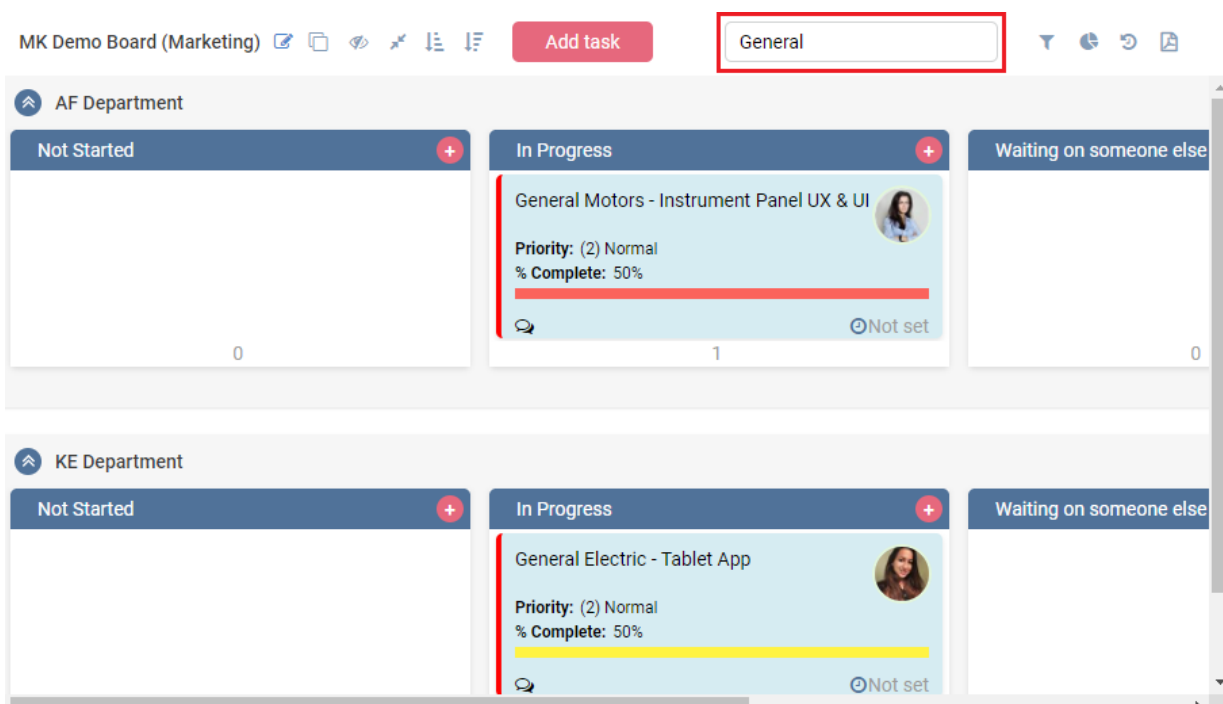 MK Demo Board (Marketing) Add task General
AF Department
Not Started + In Progress + Waiting on someone else
General Motors - Instrument Panel UX & UI
Priority: (2) Normal
% Complete: 50%
Not set
0 1 0
KE Department
Not Started + In Progress + Waiting on someone else
General Electric - Tablet App
Priority: (2) Normal
% Complete: 50%
Not set